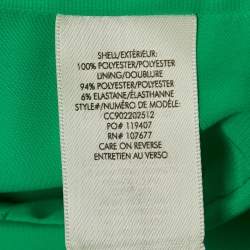 SHELL/EXTÉRIEUR:
100% POLYESTER/POLYESTER
LINING/DOUBLURE
94% POLYESTER/POLYESTER
6% ELASTANE/ÉLASTHANNE
STYLE#/NUMÉRO DE MODÈLE:
CC902202512
PO# 119407
RN# 107677
CARE ON REVERSE
ENTRETIEN AU VERSO